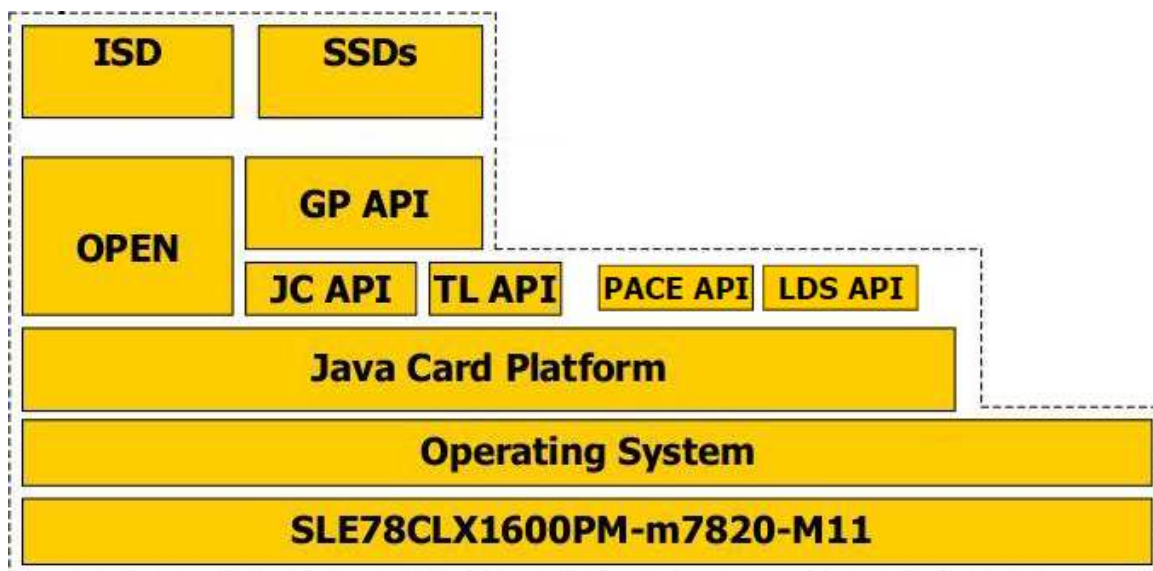 ISD
SSDs
OPEN
GP API
JC API
TL API
PACE API
LDS API
Java Card Platform
Operating System
SLE78CLX1600PM-m7820-M11